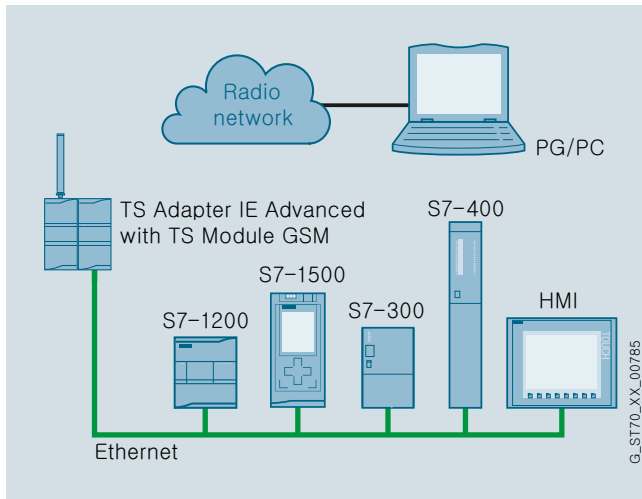 Radio
network
PG/PC
TS Adapter IE Advanced
with TS Module GSM
S7-400
S7-1500
S7-1200
S7-300
HMI
TOUCH
Ethernet
G_ST70_XX_00785